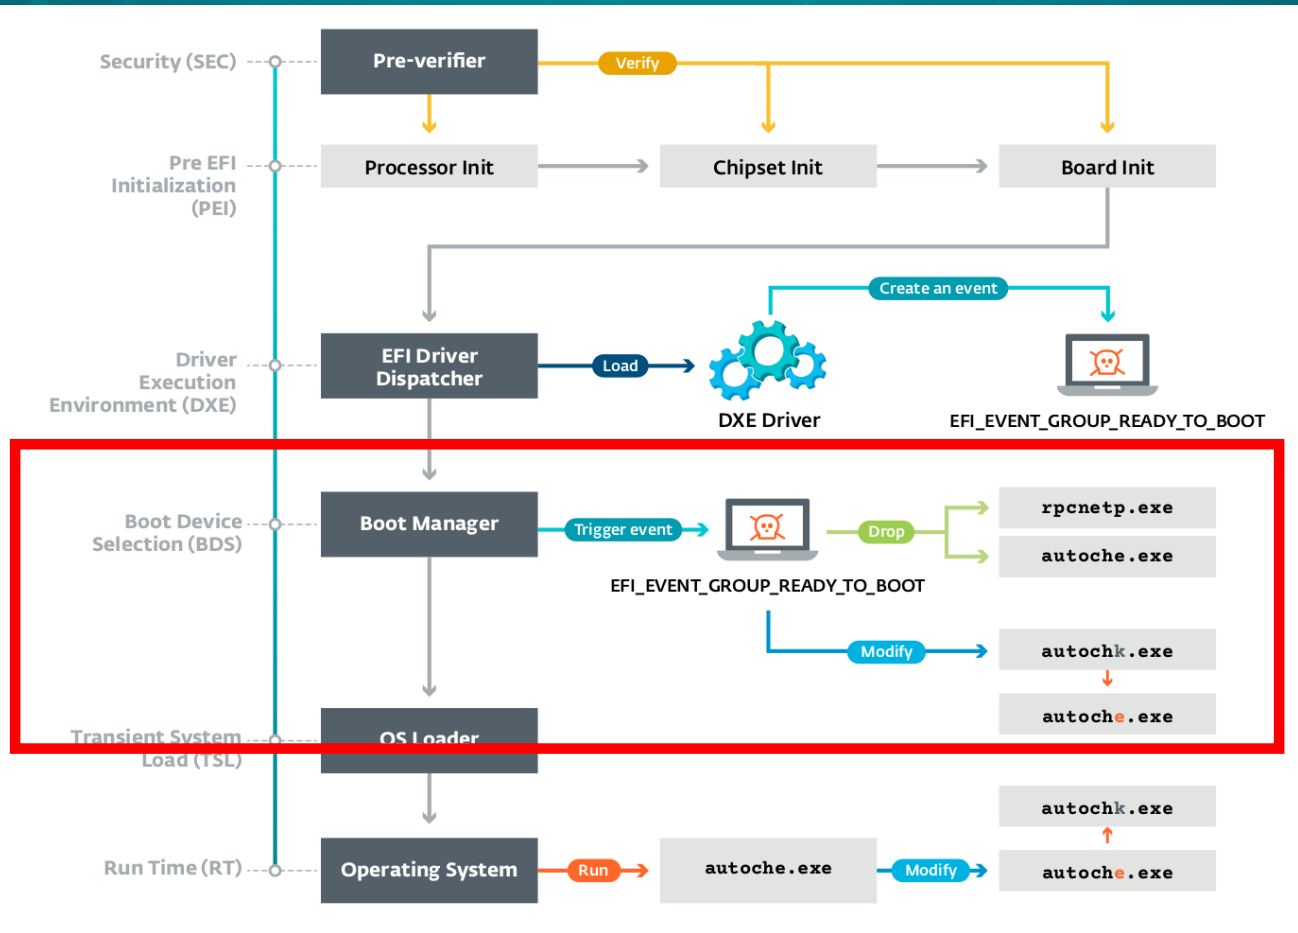 Security (SEC)
Pre-verifier
Verify
Pre EFI
Initialization
(PEI)
Processor Init
Chipset Init
Board Init
Create an event
Driver
Execution
Environment (DXE)
EFI Driver
Dispatcher
Load
DXE Driver
EFI_EVENT_GROUP_READY_TO_BOOT
Boot Device
Selection (BDS)
Boot Manager
Trigger event
EFI_EVENT_GROUP_READY_TO_BOOT
Drop
rpcnetp.exe
autoche.exe
Modify
autochk.exe
autoche.exe
Transient System
Load (TSL)
OS Loader
Run Time (RT)
Operating System
Run
autoche.exe
Modify
autochk.exe
autoche.exe